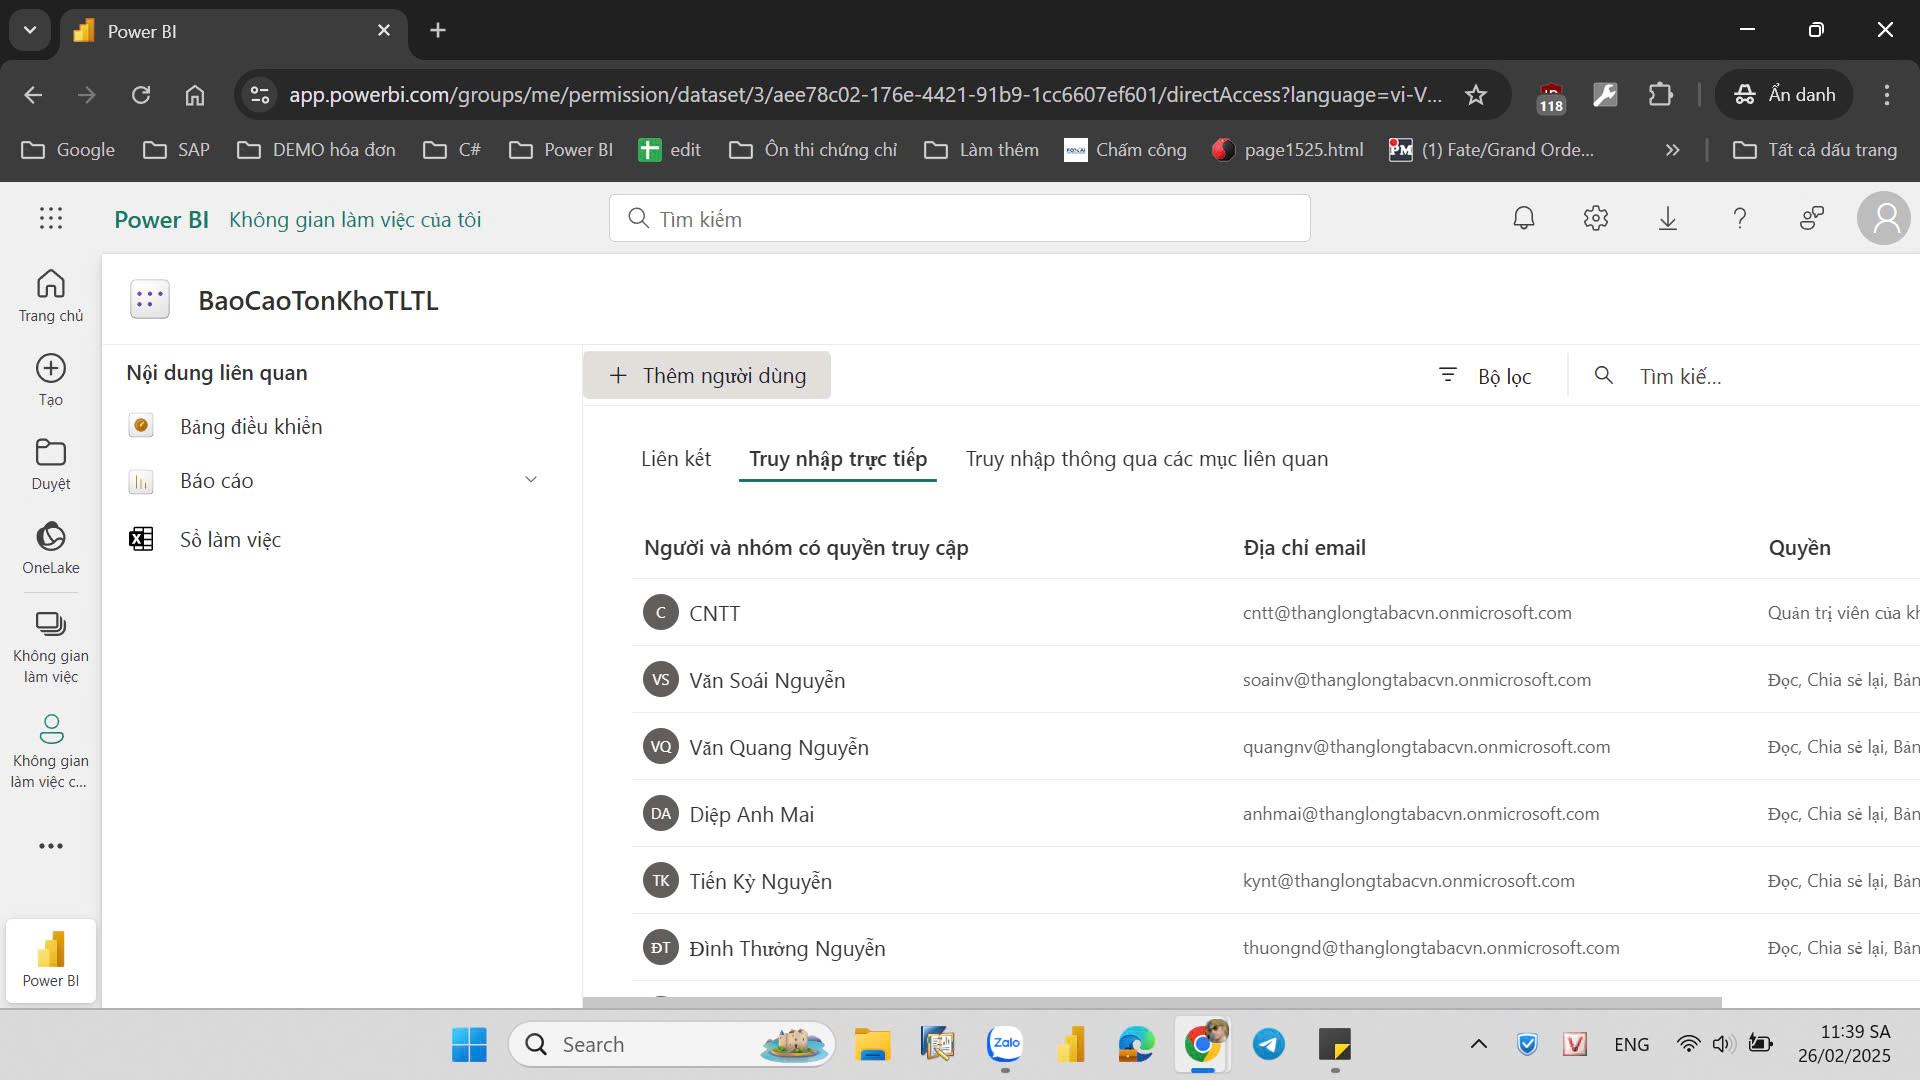 Power BI
app.powerbi.com/groups/me/permission/dataset/3/aee78c02-176e-4421-91b9-1cc6607ef601/directAccess?language=vi-V...
118
Ẩn danh
Google
SAP
DEMO hóa đơn
C#
Power BI
edit
Ôn thi chứng chỉ
Làm thêm
Chấm công
page1525.html
(1) Fate/Grand Orde...
Tất cả dấu trang
Power BI
Không gian làm việc của tôi
Tìm kiếm
Trang chủ
Tạo
Duyệt
OneLake
Không gian
làm việc
Không gian
làm việc c...
Power BI
BaoCaoTonKhoTLTL
Nội dung liên quan
Bảng điều khiển
Báo cáo
Sổ làm việc
Thêm người dùng
Bộ lọc
Tìm kiế...
Liên kết
Truy nhập trực tiếp
Truy nhập thông qua các mục liên quan
Người và nhóm có quyền truy cập
Địa chỉ email
Quyền
C CNTT
cntt@thanglongtabacvn.onmicrosoft.com
Quản trị viên của kh
VS Văn Soái Nguyễn
soainv@thanglongtabacvn.onmicrosoft.com
Đọc, Chia sẻ lại, Bản
VQ Văn Quang Nguyễn
quangnv@thanglongtabacvn.onmicrosoft.com
Đọc, Chia sẻ lại, Bản
DA Diệp Anh Mai
anhmai@thanglongtabacvn.onmicrosoft.com
Đọc, Chia sẻ lại, Bản
TK Tiến Kỳ Nguyễn
kynt@thanglongtabacvn.onmicrosoft.com
Đọc, Chia sẻ lại, Bản
ĐT Đình Thưởng Nguyễn
thuongnd@thanglongtabacvn.onmicrosoft.com
Đọc, Chia sẻ lại, Bản
Search
Zalo
ENG
11:39 SA
26/02/2025